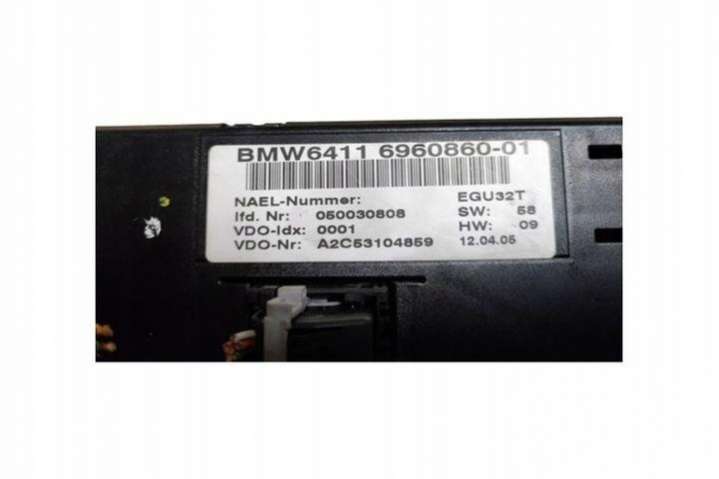 BMW6411 6960860-01
NAEL-Nummer: EGU32T
lfd. Nr: 050030808 SW: 58
VDO-Idx: 0001 HW: 09
VDO-Nr: A2C53104859 12.04.05